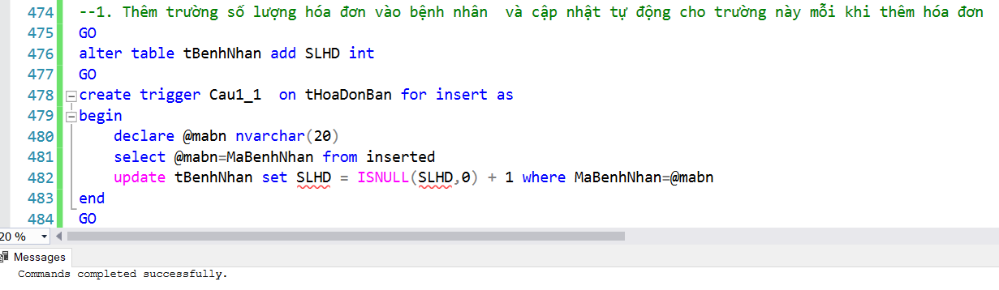 474 --1. Thêm trường số lượng hóa đơn vào bệnh nhân  và cập nhật tự động cho trường này mỗi khi thêm hóa đơn
475 GO
476 alter table tBenhNhan add SLHD int
477 GO
478 create trigger Cau1_1  on tHoaDonBan for insert as
479 begin
480     declare @mabn nvarchar(20)
481     select @mabn=MaBenhNhan from inserted
482     update tBenhNhan set SLHD = ISNULL(SLHD,0) + 1 where MaBenhNhan=@mabn
483 end
484 GO
20 %
Messages
Commands completed successfully.